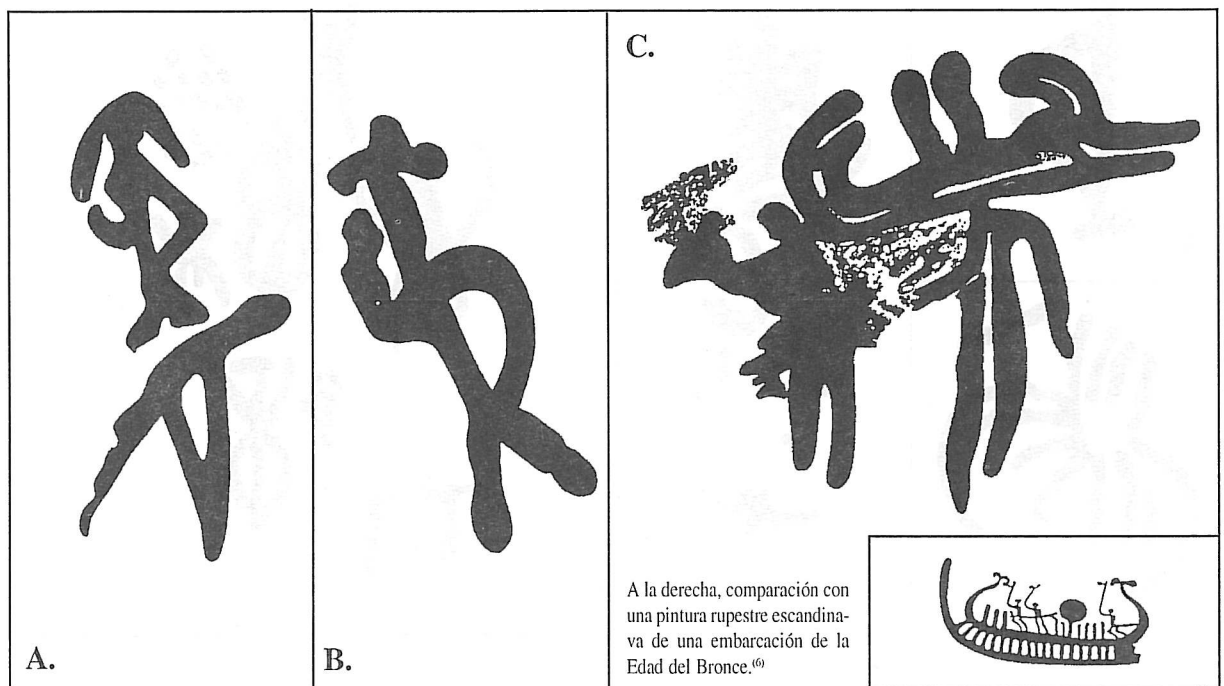 C.
A la derecha, comparación con
una pintura rupestre escandina-
va de una embarcación de la
Edad del Bronce.(6)
A.
B.